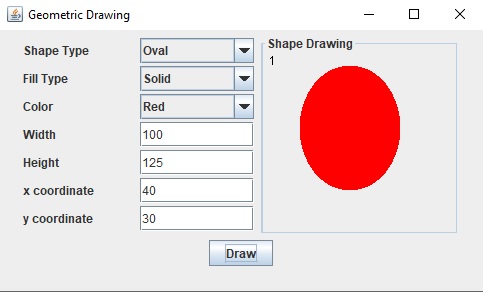 Geometric Drawing
Shape Type Oval
Fill Type Solid
Color Red
Width 100
Height 125
x coordinate 40
y coordinate 30
Shape Drawing
1
Draw